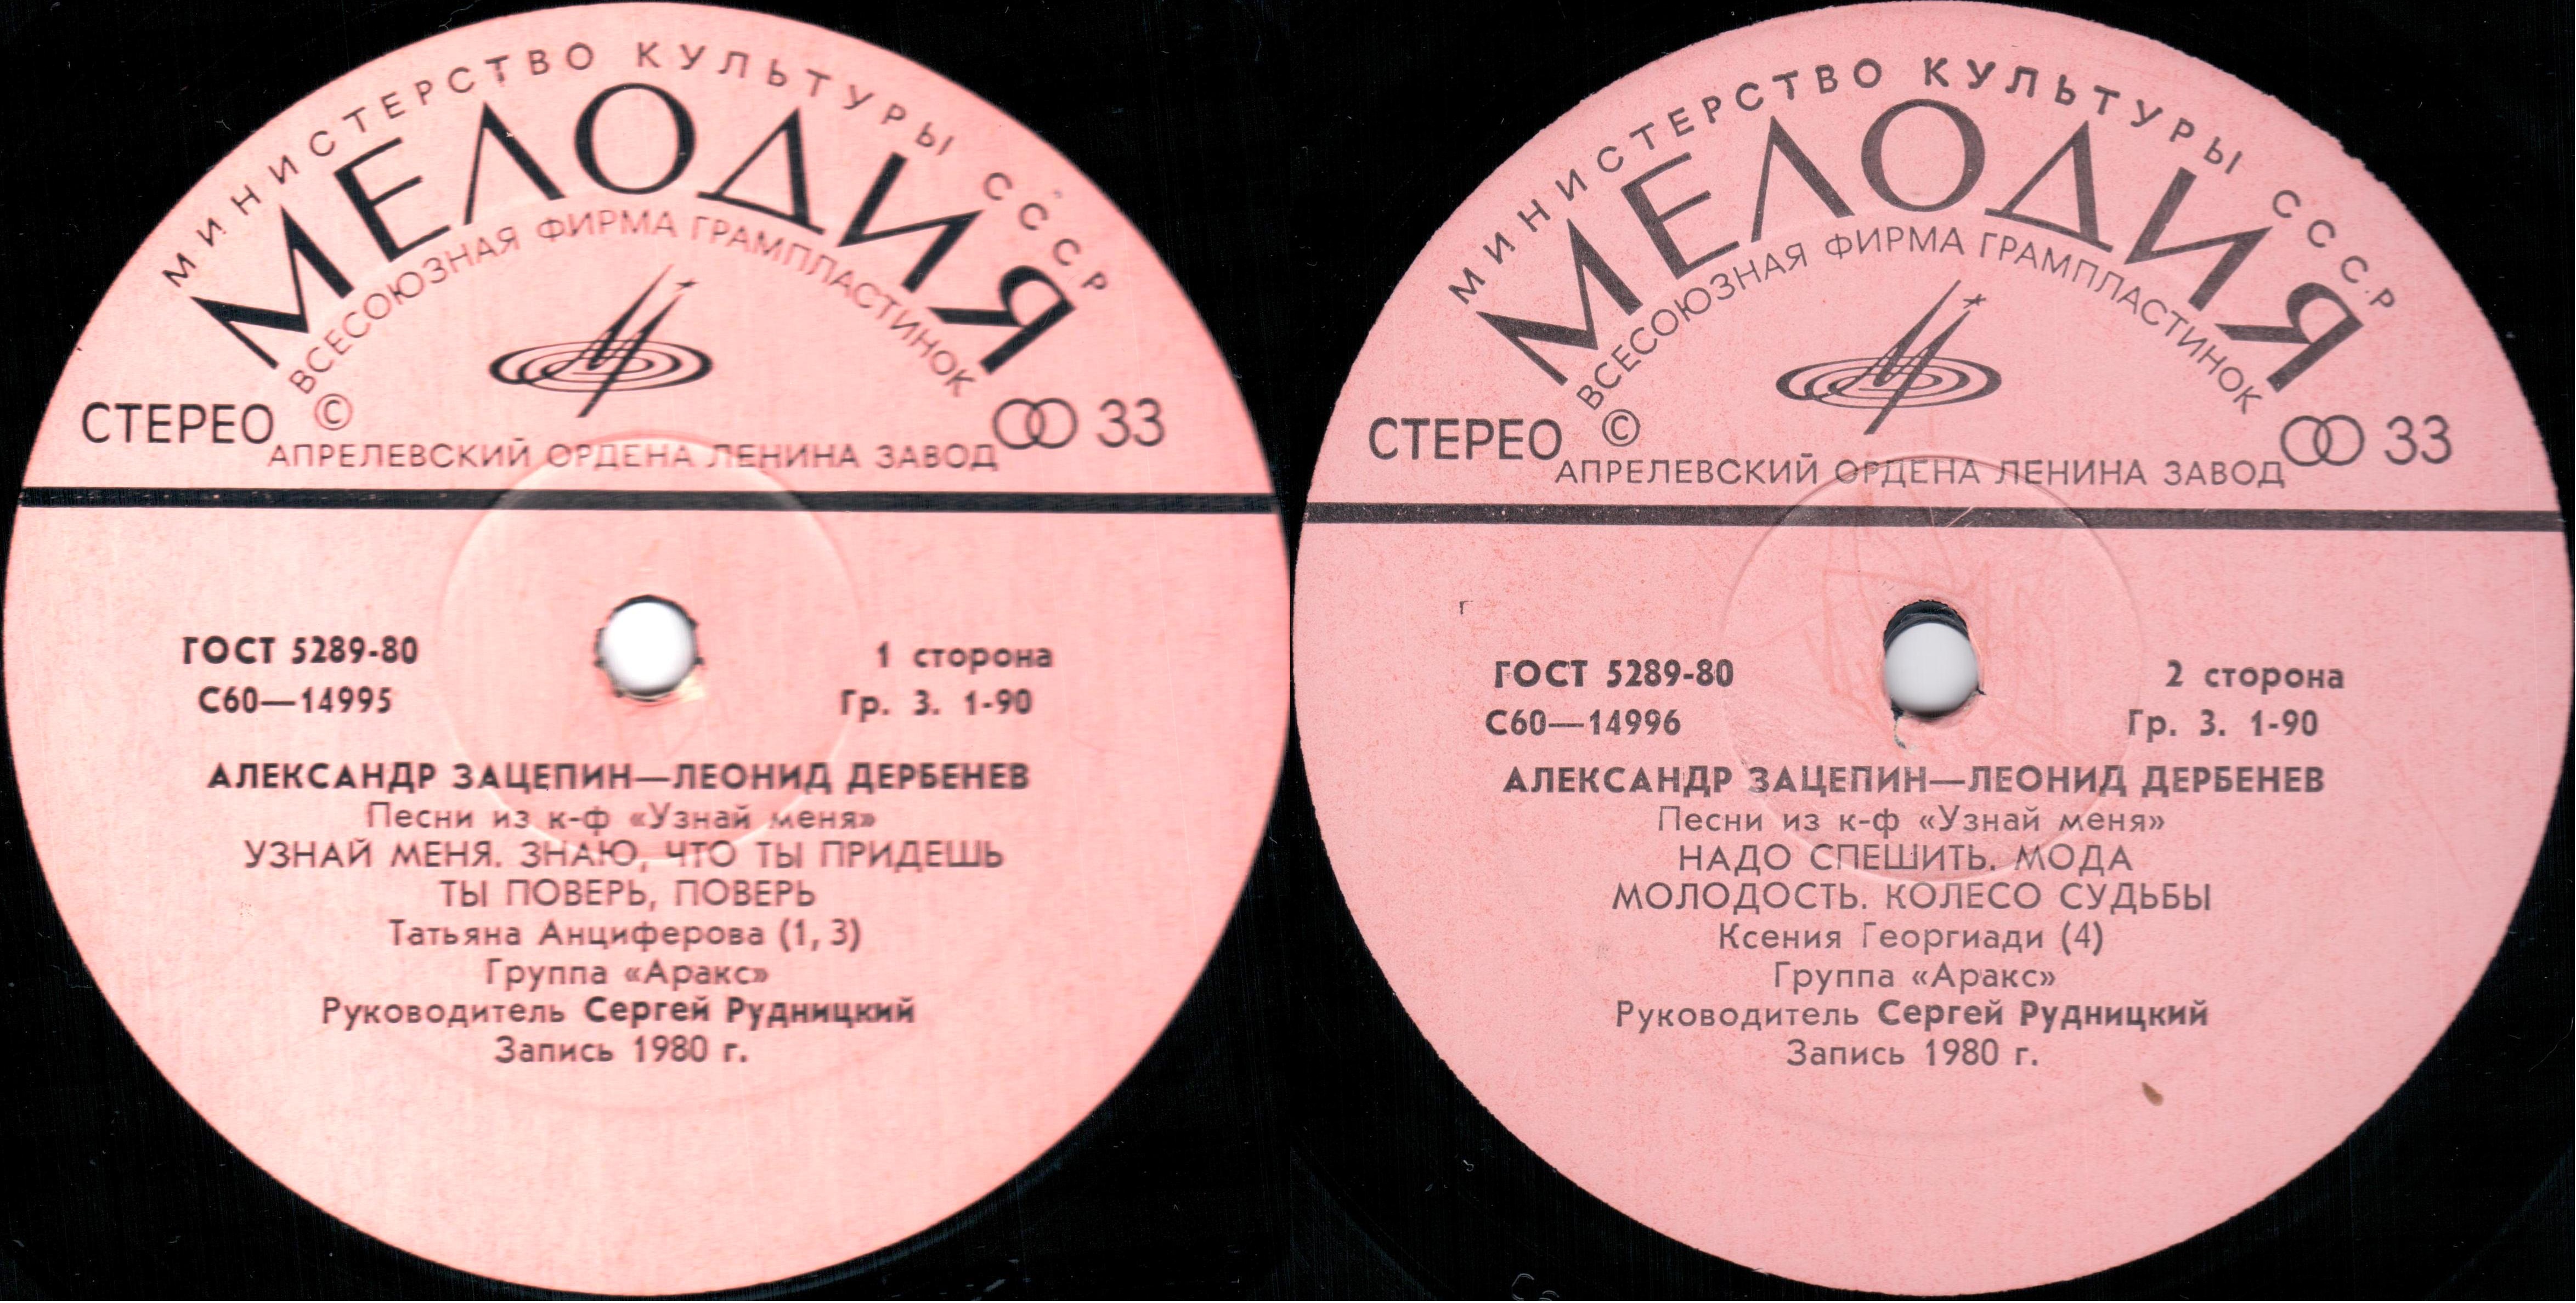 МИНИСТЕРСТВО КУЛЬТУРЫ СССР
МЕЛОДИЯ
ВСЕСОЮЗНАЯ ФИРМА ГРАМПЛАСТИНОК
СТЕРЕО © 33
АПРЕЛЕВСКИЙ ОРДЕНА ЛЕНИНА ЗАВОД
ГОСТ 5289-80 1 сторона
С60—14995 Гр. 3. 1-90
АЛЕКСАНДР ЗАЦЕПИН—ЛЕОНИД ДЕРБЕНЕВ
Песни из к-ф «Узнай меня»
УЗНАЙ МЕНЯ. ЗНАЮ, ЧТО ТЫ ПРИДЕШЬ
ТЫ ПОВЕРЬ, ПОВЕРЬ
Татьяна Анциферова (1, 3)
Группа «Аракс»
Руководитель Сергей Рудницкий
Запись 1980 г.
МИНИСТЕРСТВО КУЛЬТУРЫ СССР
МЕЛОДИЯ
ВСЕСОЮЗНАЯ ФИРМА ГРАМПЛАСТИНОК
СТЕРЕО © 33
АПРЕЛЕВСКИЙ ОРДЕНА ЛЕНИНА ЗАВОД
ГОСТ 5289-80 2 сторона
С60—14996 Гр. 3. 1-90
АЛЕКСАНДР ЗАЦЕПИН—ЛЕОНИД ДЕРБЕНЕВ
Песни из к-ф «Узнай меня»
НАДО СПЕШИТЬ. МОДА
МОЛОДОСТЬ. КОЛЕСО СУДЬБЫ
Ксения Георгиади (4)
Группа «Аракс»
Руководитель Сергей Рудницкий
Запись 1980 г.